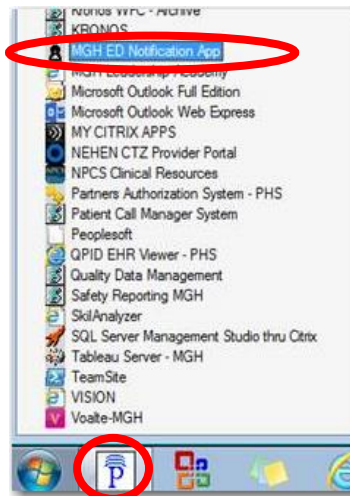 Kronos WFC - Archive
KRONOS
MGH ED Notification App
MGH Leadership Academy
Microsoft Outlook Full Edition
Microsoft Outlook Web Express
MY CITRIX APPS
NEHEN CTZ Provider Portal
NPCS Clinical Resources
Partners Authorization System - PHS
Patient Call Manager System
Peoplesoft
QPID EHR Viewer - PHS
Quality Data Management
Safety Reporting MGH
SkilAnalyzer
SQL Server Management Studio thru Citrix
Tableau Server - MGH
TeamSite
VISION
Voalte-MGH
P